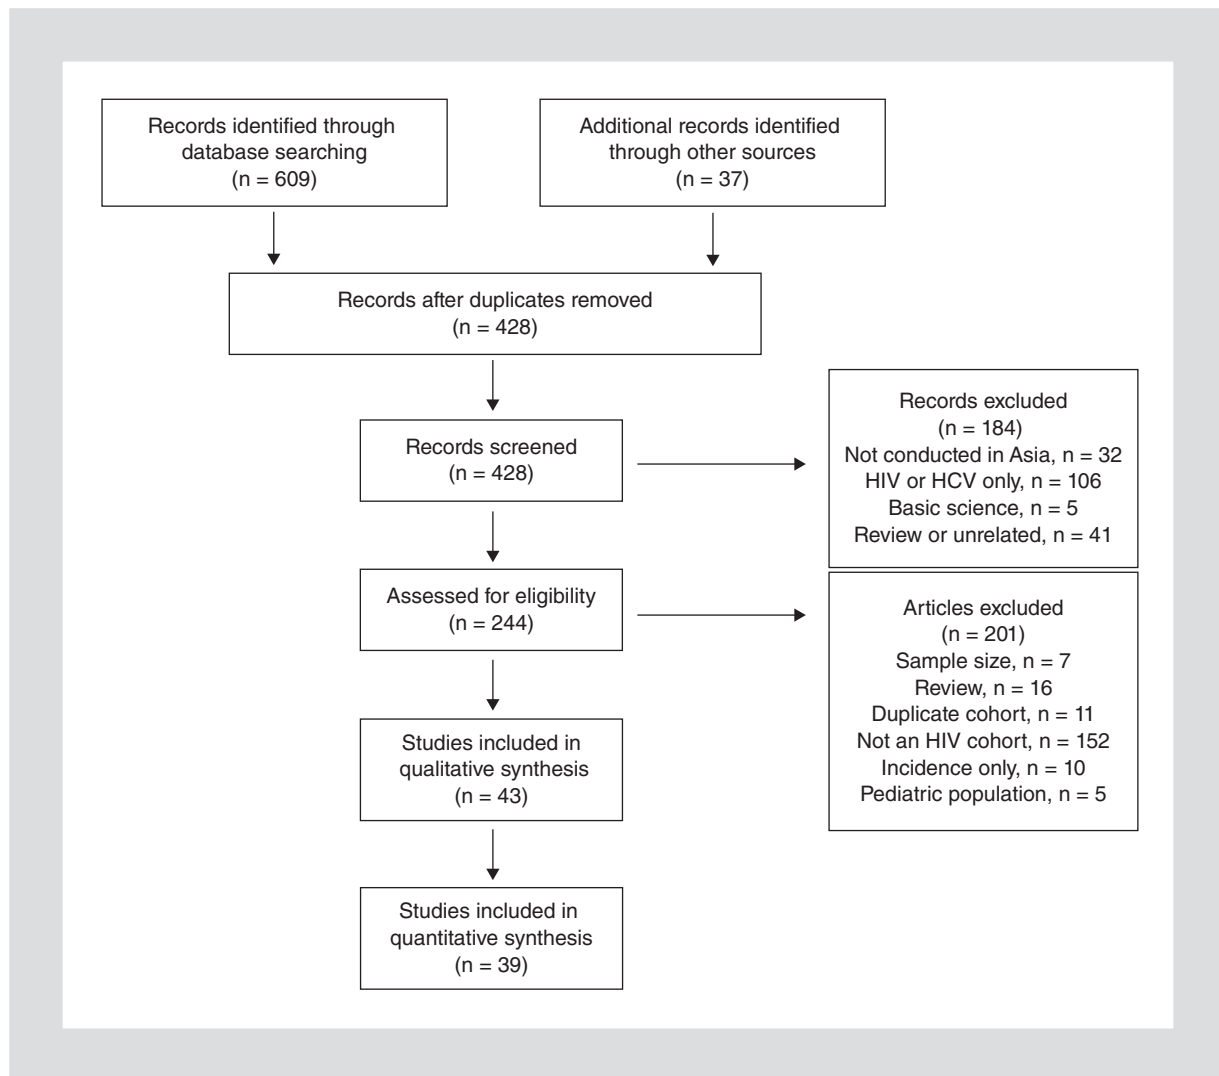 Records identified through
database searching
(n = 609)
Additional records identified
through other sources
(n = 37)
Records after duplicates removed
(n = 428)
Records screened
(n = 428)
Records excluded
(n = 184)
Not conducted in Asia, n = 32
HIV or HCV only, n = 106
Basic science, n = 5
Review or unrelated, n = 41
Assessed for eligibility
(n = 244)
Articles excluded
(n = 201)
Sample size, n = 7
Review, n = 16
Duplicate cohort, n = 11
Not an HIV cohort, n = 152
Incidence only, n = 10
Pediatric population, n = 5
Studies included in
qualitative synthesis
(n = 43)
Studies included in
quantitative synthesis
(n = 39)